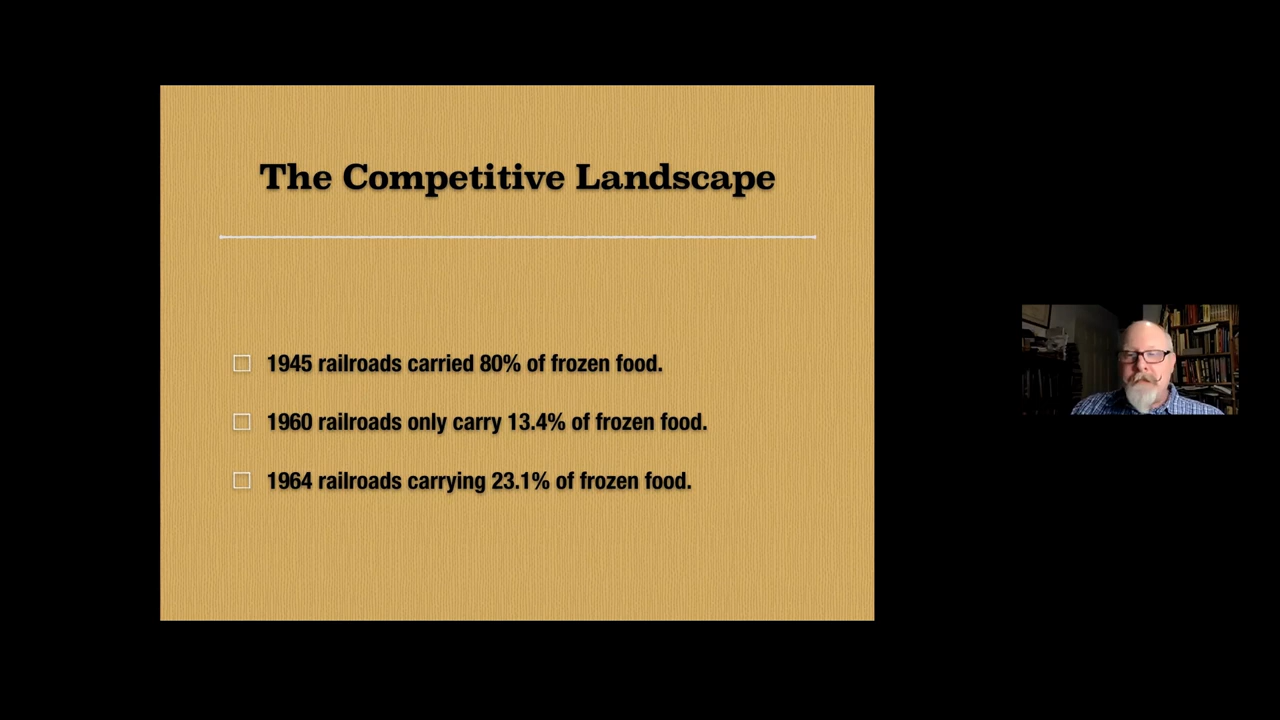 The Competitive Landscape
1945 railroads carried 80% of frozen food.
1960 railroads only carry 13.4% of frozen food.
1964 railroads carrying 23.1% of frozen food.